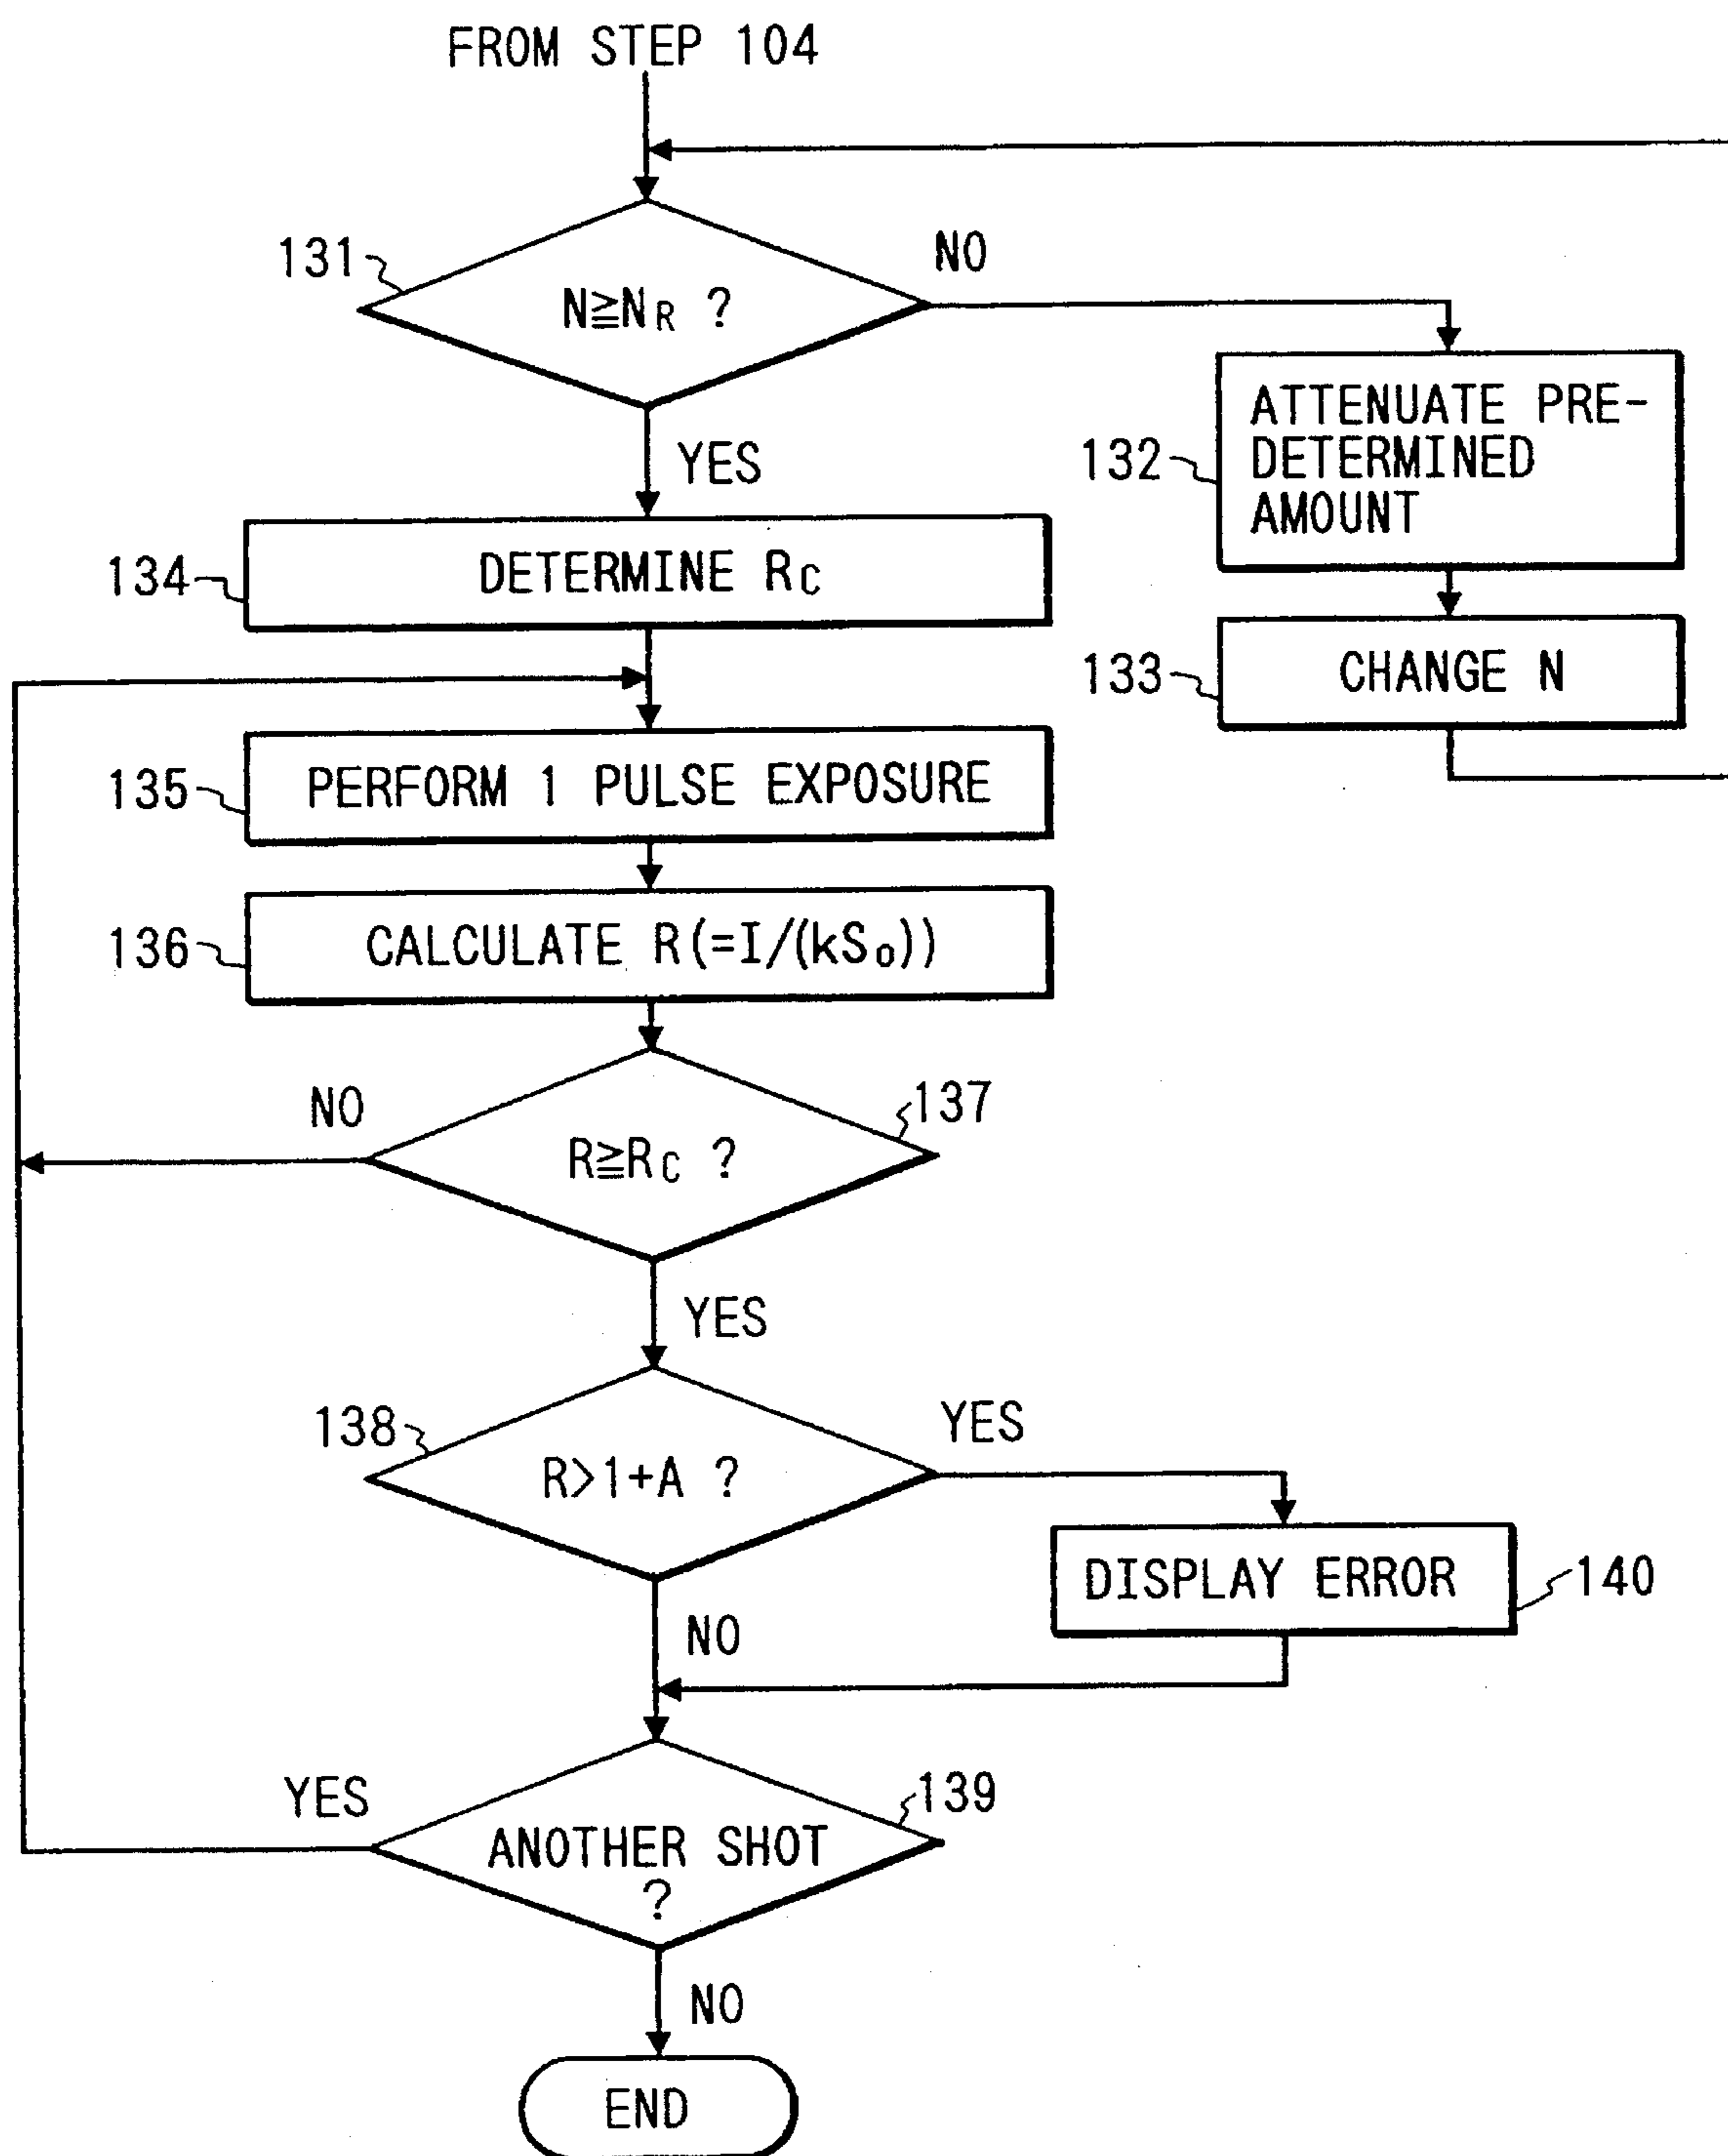 FROM STEP 104
131
N≧NR ?
NO
YES
132
ATTENUATE PRE-
DETERMINED
AMOUNT
134
DETERMINE RC
133
CHANGE N
135
PERFORM 1 PULSE EXPOSURE
136
CALCULATE R(=I/(kS0))
137
NO
R≧RC ?
YES
138
R>1+A ?
YES
DISPLAY ERROR
140
NO
139
YES
ANOTHER SHOT
?
NO
END